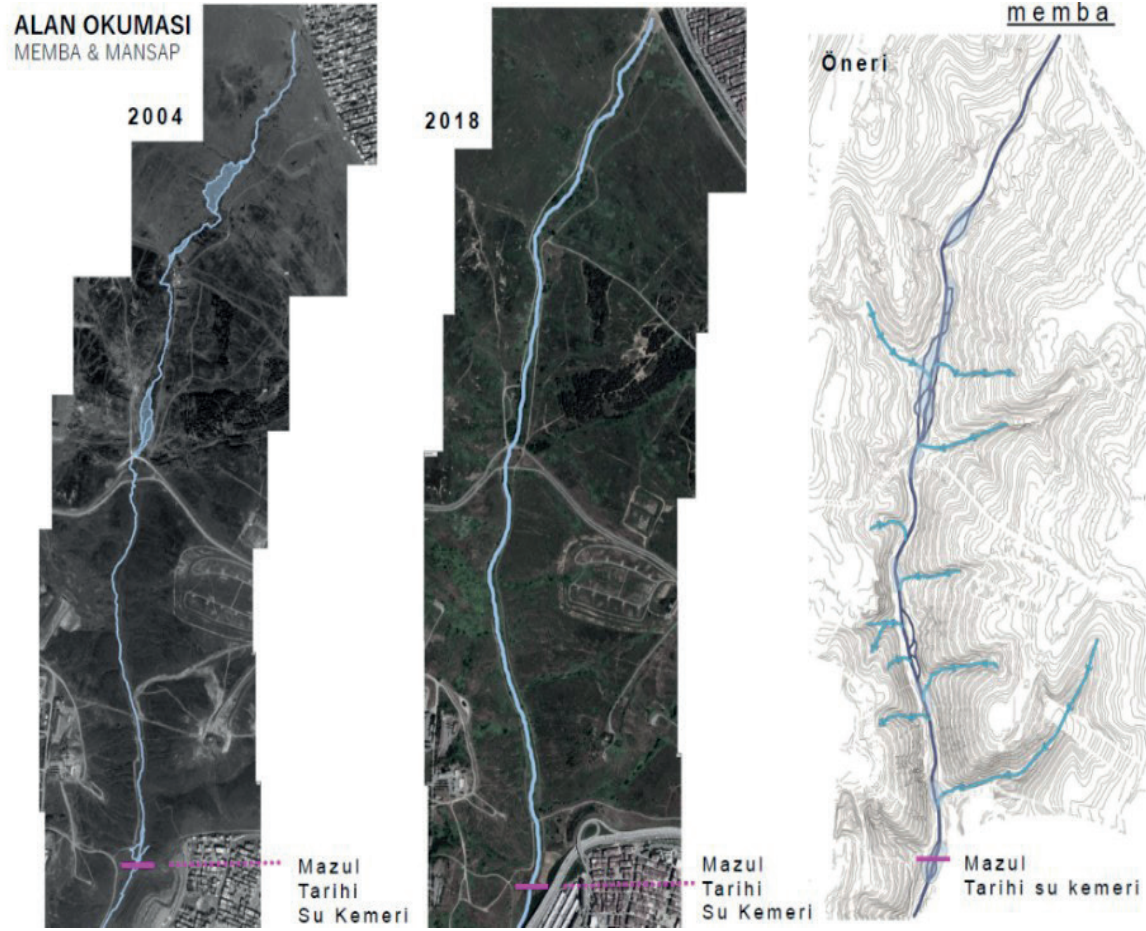 ALAN OKUMASI
MEMBA & MANSAP
2004
2018
memba
Öneri
Mazul
Tarihi
Su Kemeri
Mazul
Tarihi
Su Kemeri
Mazul
Tarihi su kemeri